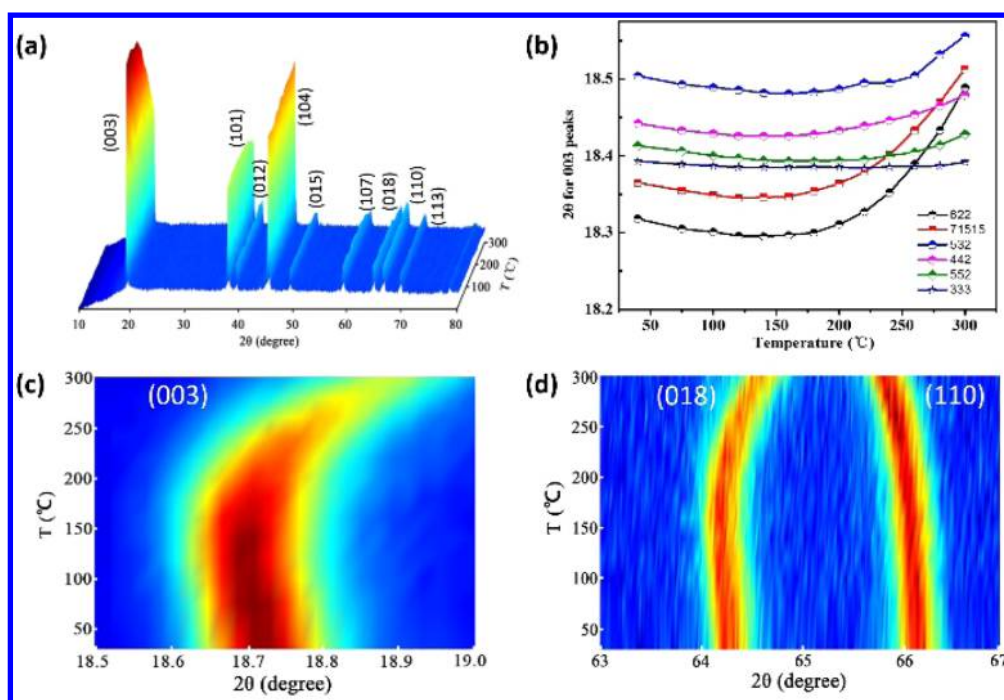 (a)
(003)
(101)
(012)
(104)
(015)
(107)
(018)
(110)
(113)
300
200
100
T (℃)
10 20 30 40 50 60 70 80
2θ (degree)
(b)
2θ for 003 peaks
18.5
18.4
18.3
18.2
822
71515
532
442
552
333
50 100 150 200 250 300
Temperature (℃)
(c)
(003)
T (℃)
300
250
200
150
100
50
18.5 18.6 18.7 18.8 18.9 19.0
2θ (degree)
(d)
(018)
(110)
T (℃)
300
250
200
150
100
50
63 64 65 66 67
2θ (degree)